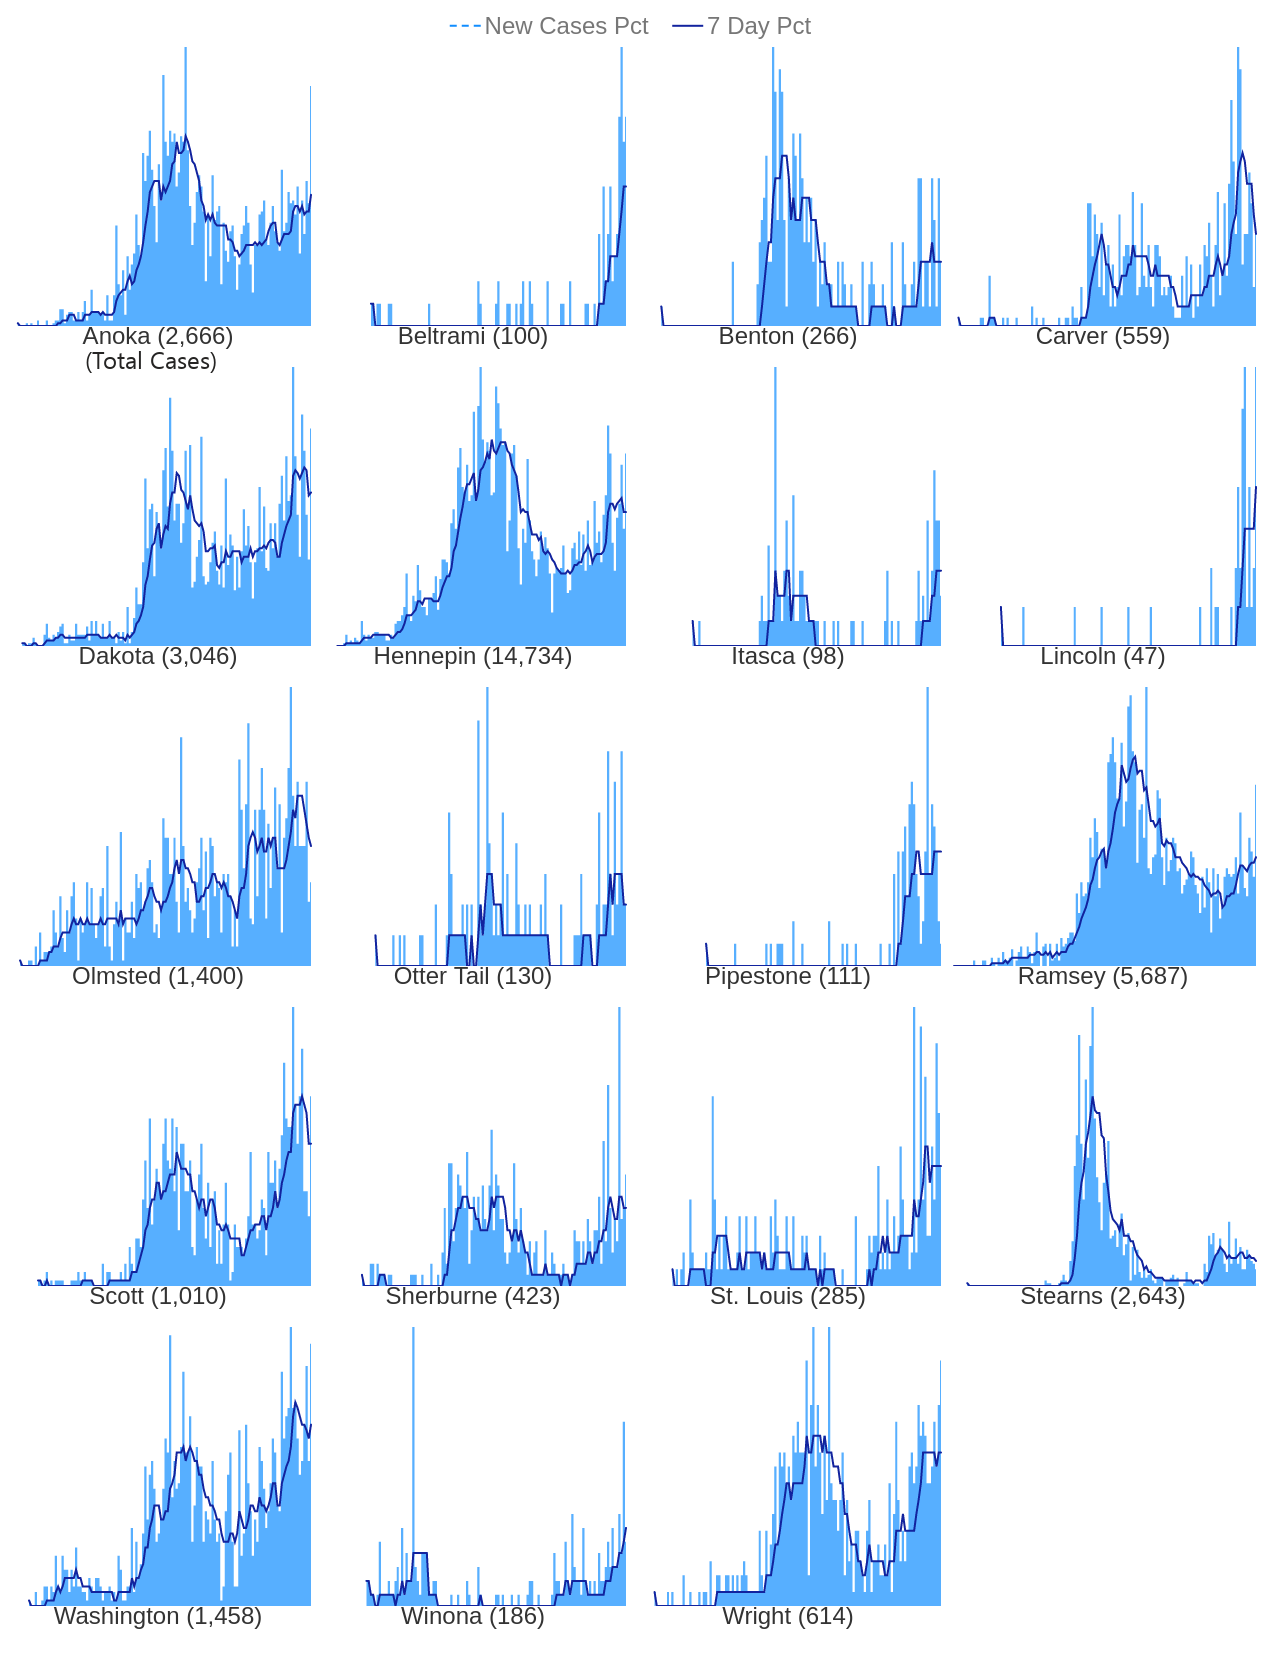 New Cases Pct 7 Day Pct
Anoka (2,666) Beltrami (100) Benton (266) Carver (559)
(Total Cases)
Dakota (3,046) Hennepin (14,734) Itasca (98) Lincoln (47)
Olmsted (1,400) Otter Tail (130) Pipestone (111) Ramsey (5,687)
Scott (1,010) Sherburne (423) St. Louis (285) Stearns (2,643)
Washington (1,458) Winona (186) Wright (614)